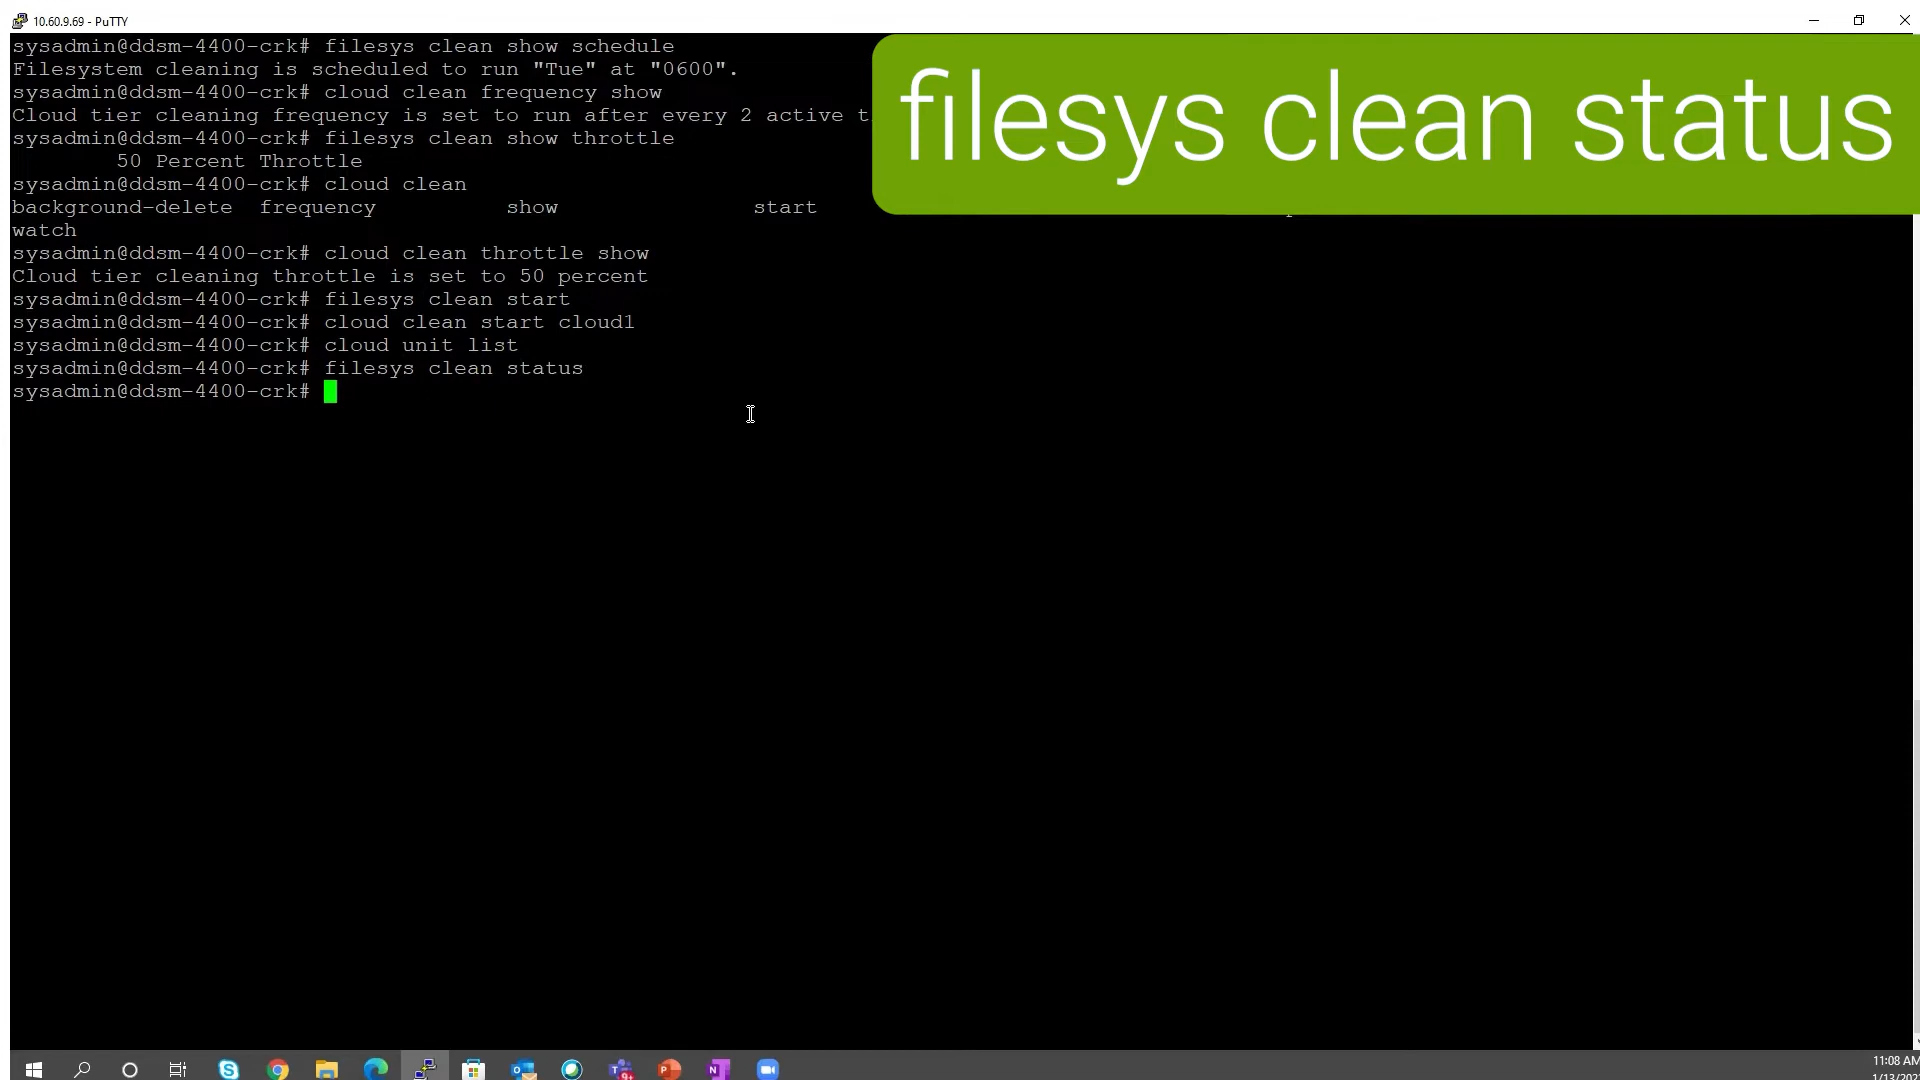 10.60.9.69 - PuTTY
sysadmin@ddsm-4400-crk# filesys clean show schedule
Filesystem cleaning is scheduled to run "Tue" at "0600".
sysadmin@ddsm-4400-crk# cloud clean frequency show
Cloud tier cleaning frequency is set to run after every 2 active
sysadmin@ddsm-4400-crk# filesys clean show throttle
50 Percent Throttle
sysadmin@ddsm-4400-crk# cloud clean
background-delete frequency show start
watch
sysadmin@ddsm-4400-crk# cloud clean throttle show
Cloud tier cleaning throttle is set to 50 percent
sysadmin@ddsm-4400-crk# filesys clean start
sysadmin@ddsm-4400-crk# cloud clean start cloud1
sysadmin@ddsm-4400-crk# cloud unit list
sysadmin@ddsm-4400-crk# filesys clean status
sysadmin@ddsm-4400-crk#
filesys clean status
11:08 AM